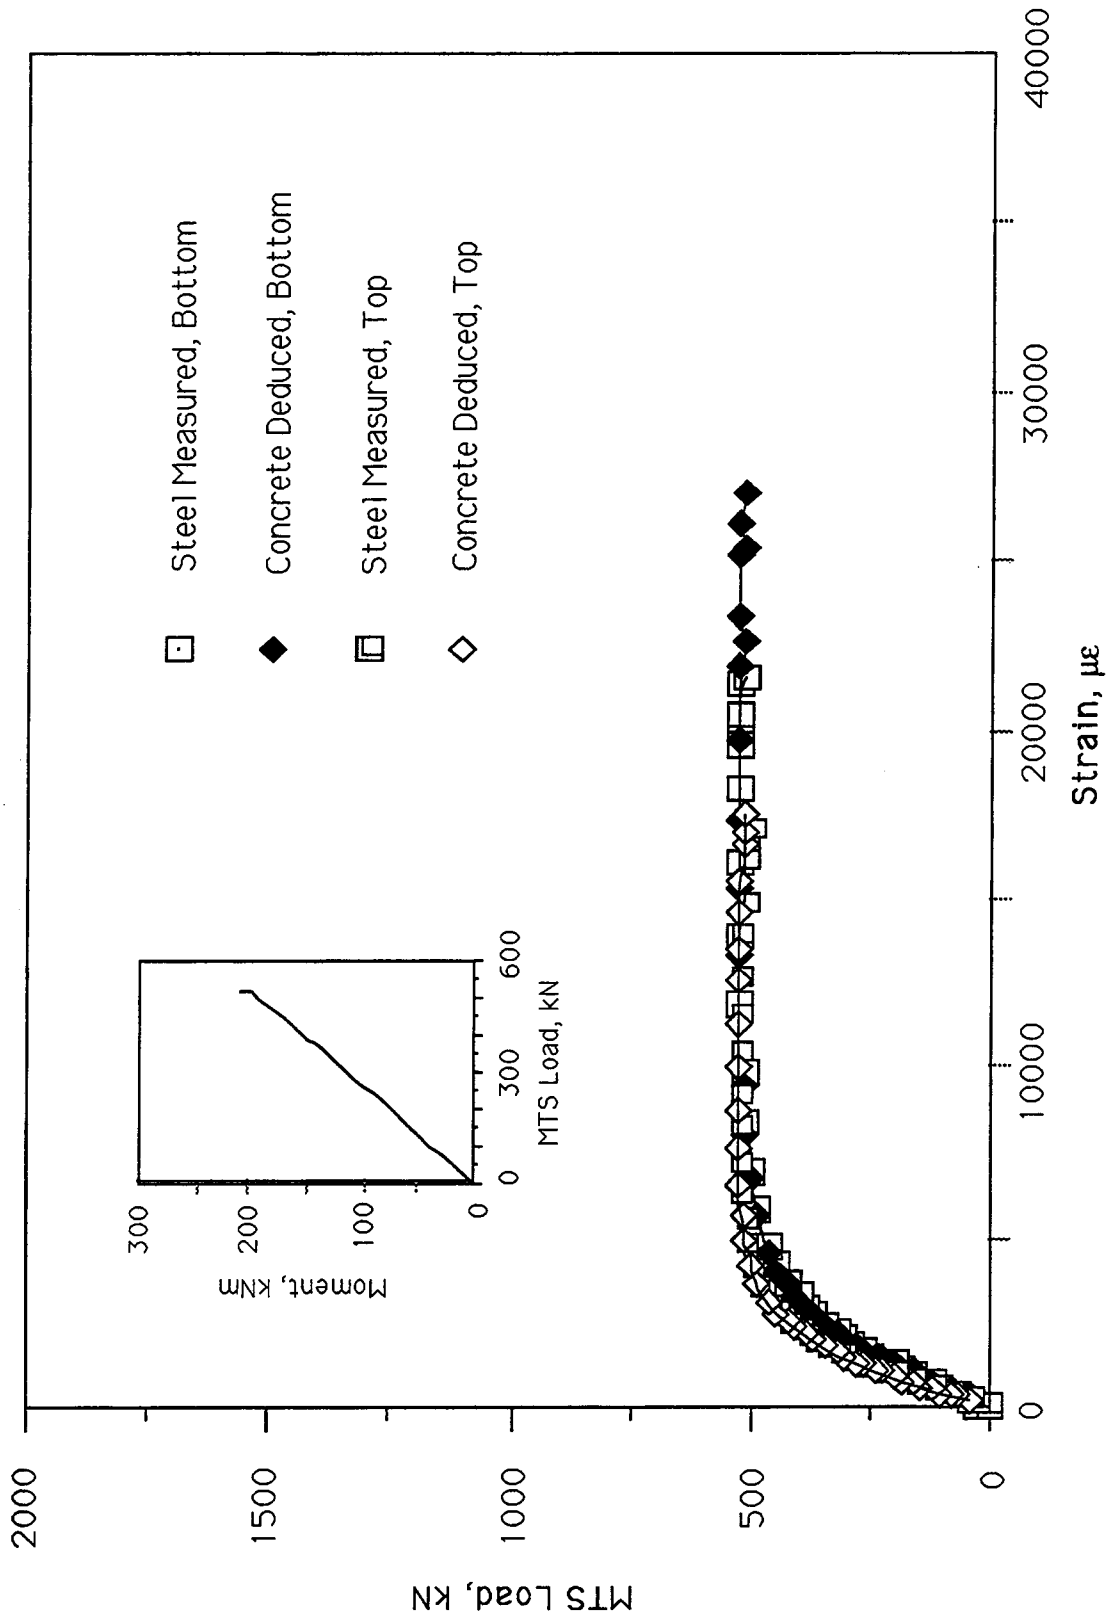 2000
1500
1000
500
0
MTS Load, kN
0
10000
20000
30000
40000
Strain, με
Steel Measured, Bottom
Concrete Deduced, Bottom
Steel Measured, Top
Concrete Deduced, Top
300
200
100
0
Moment, kNm
0
300
600
MTS Load, kN